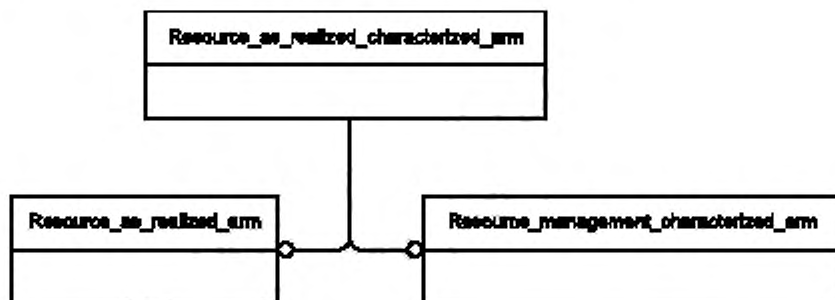 Resource_as_realized_characterized_arm
Resource_as_realized_arm
Resource_management_characterized_arm